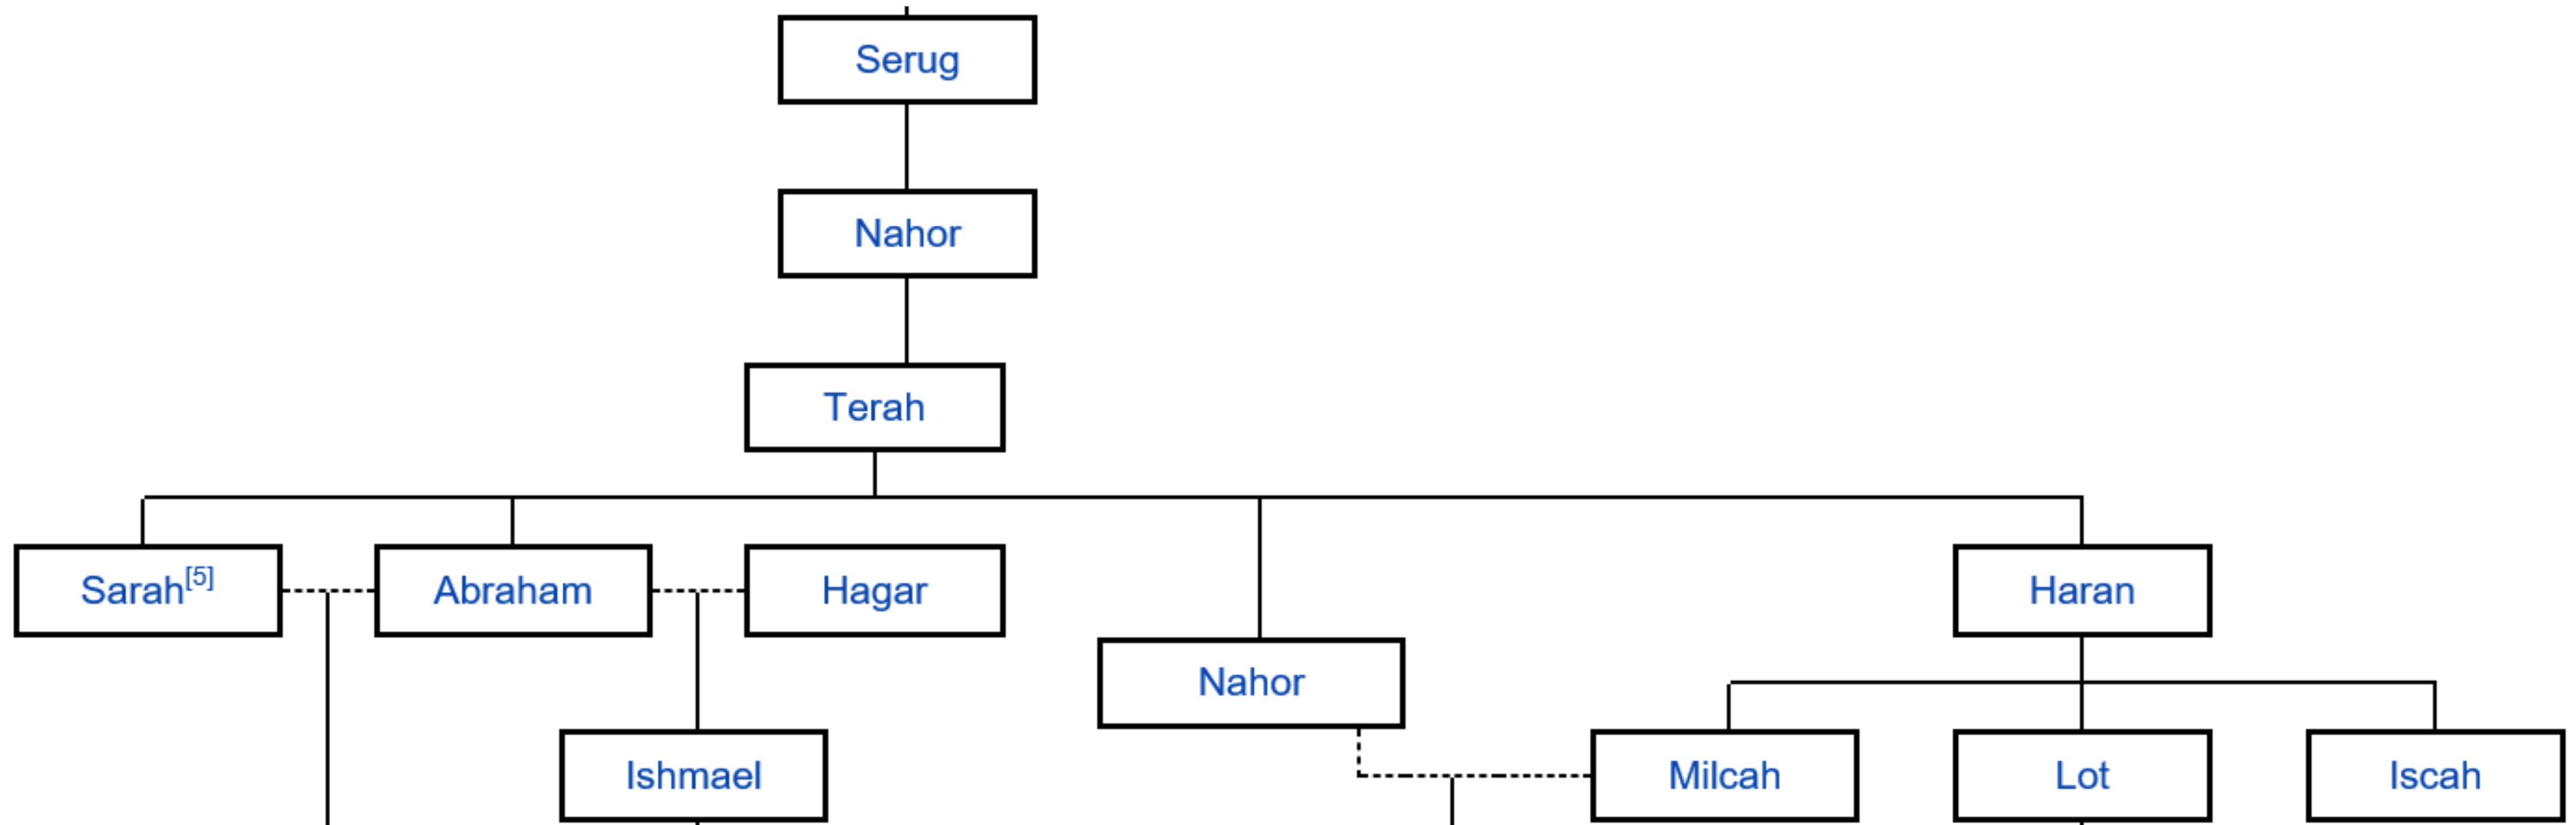 Serug
Nahor
Terah
Sarah[5]
Abraham
Hagar
Haran
Nahor
Ishmael
Milcah
Lot
Iscah